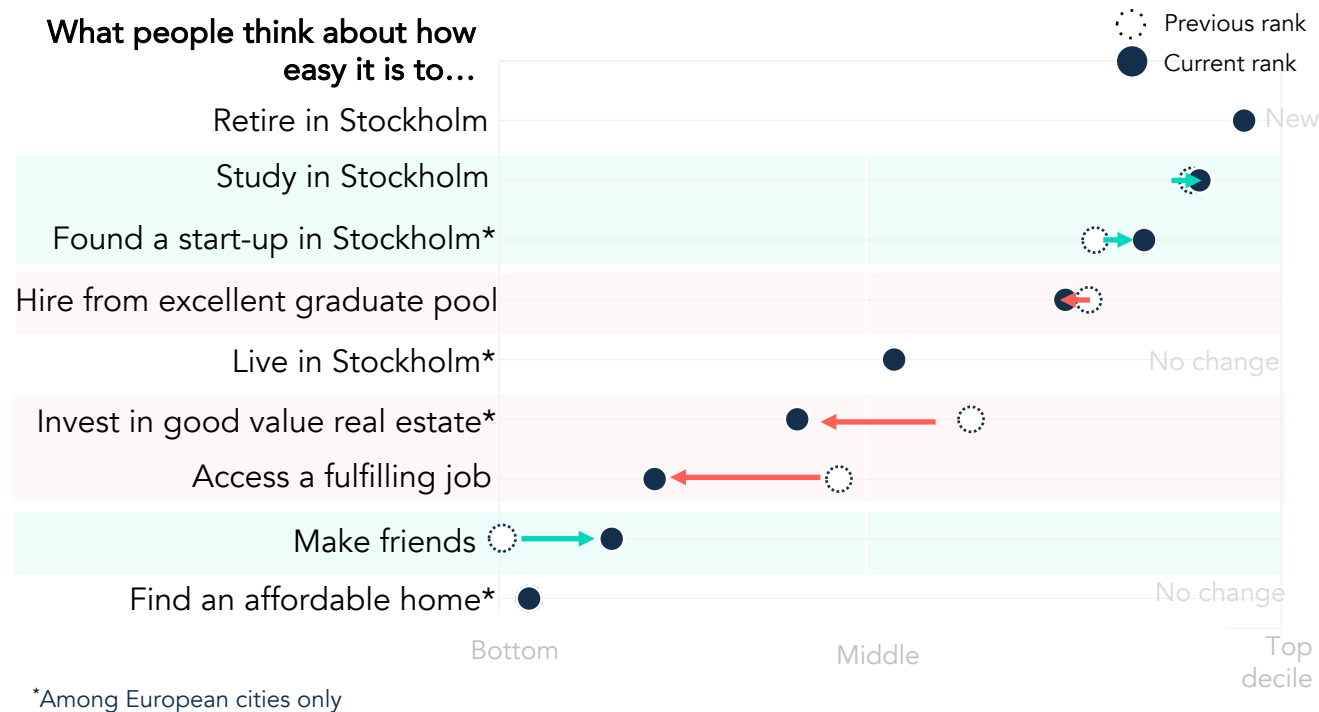 What people think about how
easy it is to…
Previous rank
Current rank
Retire in Stockholm
New
Study in Stockholm
Found a start-up in Stockholm*
Hire from excellent graduate pool
Live in Stockholm*
No change
Invest in good value real estate*
Access a fulfilling job
Make friends
Find an affordable home*
No change
Bottom
Middle
Top
decile
*Among European cities only